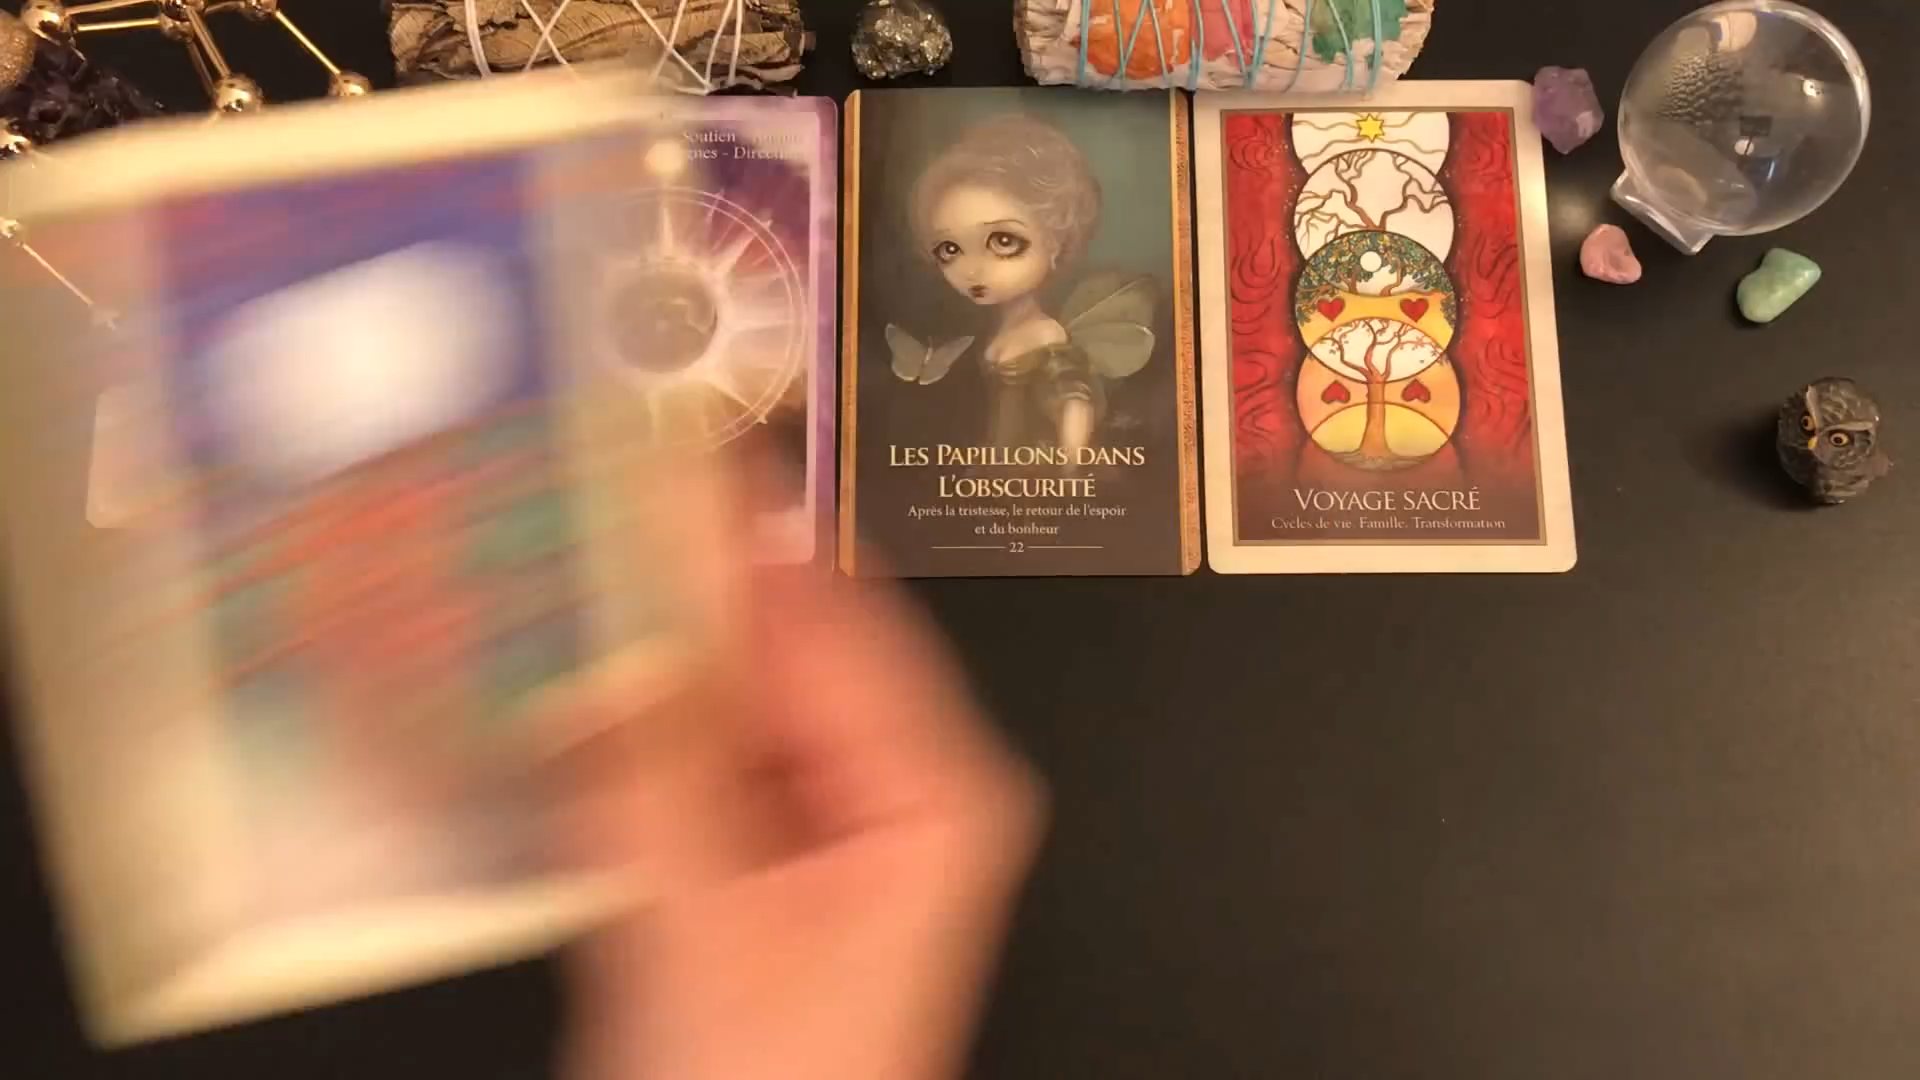 Soutien
- Direction
LES PAPILLONS DANS
L'OBSCURITÉ
Après la tristesse, le retour de l'espoir
et du bonheur
22
VOYAGE SACRÉ
Cycles de vie. Famille. Transformation